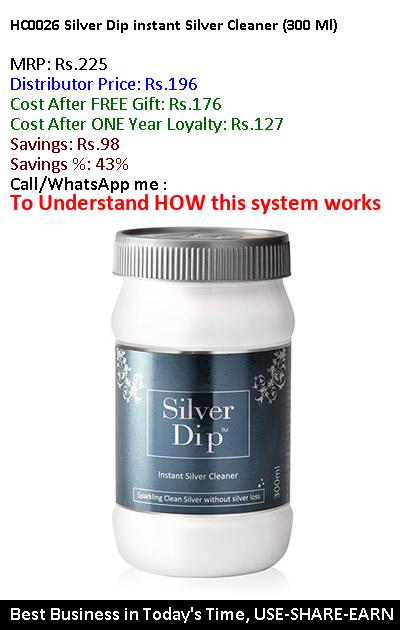 HC0026 Silver Dip instant Silver Cleaner (300 Ml)
MRP: Rs.225
Distributor Price: Rs.196
Cost After FREE Gift: Rs.176
Cost After ONE Year Loyalty: Rs.127
Savings: Rs.98
Savings %: 43%
Call/WhatsApp me :
To Understand HOW this system works
Silver
Dip™
Instant Silver Cleaner
Sparkling Clean Silver without silver loss
300ml
Best Business in Today's Time, USE-SHARE-EARN